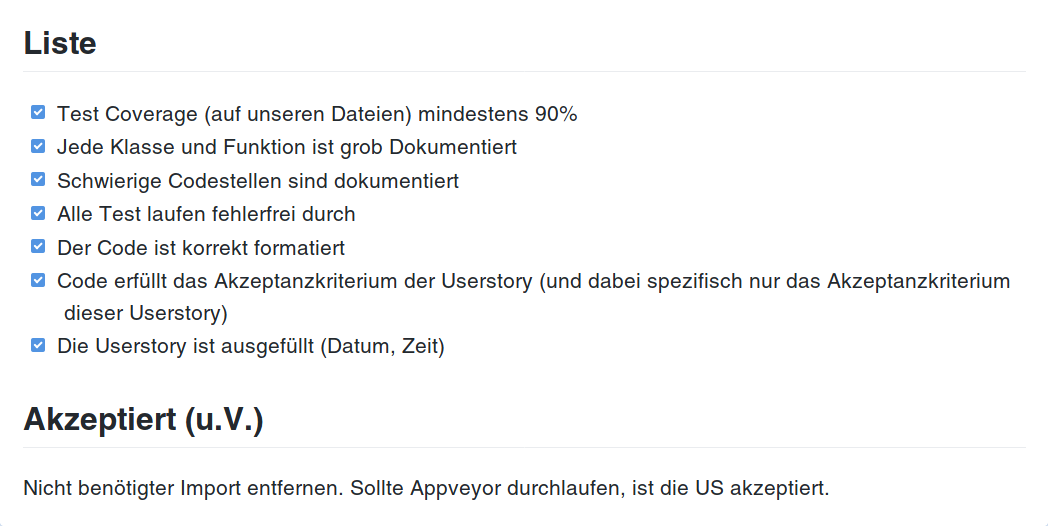 Liste
Test Coverage (auf unseren Dateien) mindestens 90%
Jede Klasse und Funktion ist grob Dokumentiert
Schwierige Codestellen sind dokumentiert
Alle Test laufen fehlerfrei durch
Der Code ist korrekt formatiert
Code erfüllt das Akzeptanzkriterium der Userstory (und dabei spezifisch nur das Akzeptanzkriterium
dieser Userstory)
Die Userstory ist ausgefüllt (Datum, Zeit)
Akzeptiert (u.V.)
Nicht benötigter Import entfernen. Sollte Appveyor durchlaufen, ist die US akzeptiert.